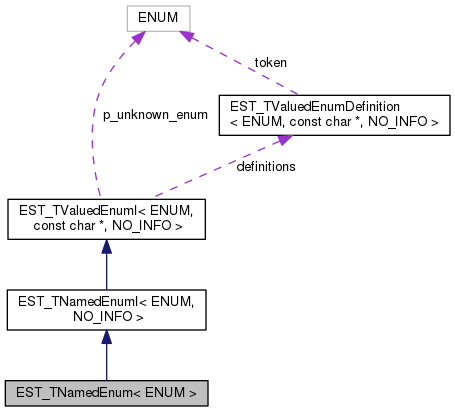 ENUM
token
EST_TValuedEnumDefinition
< ENUM, const char *, NO_INFO >
p_unknown_enum
definitions
EST_TValuedEnumI< ENUM,
const char *, NO_INFO >
EST_TNamedEnumI< ENUM,
NO_INFO >
EST_TNamedEnum< ENUM >